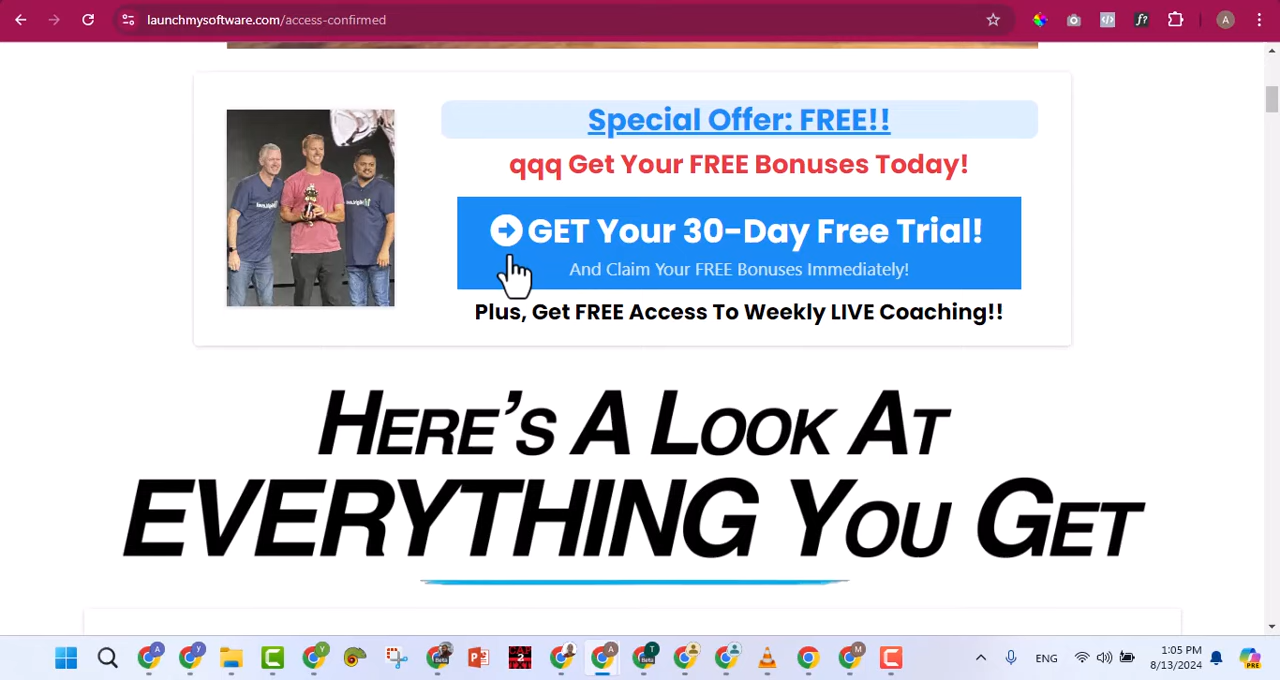 launchmysoftware.com/access-confirmed
A
Special Offer: FREE!!
qqq Get Your FREE Bonuses Today!
GET Your 30-Day Free Trial!
And Claim Your FREE Bonuses Immediately!
Plus, Get FREE Access To Weekly LIVE Coaching!!
HERE'S A LOOK AT
EVERYTHING YOU GET
ENG
1:05 PM
8/13/2024